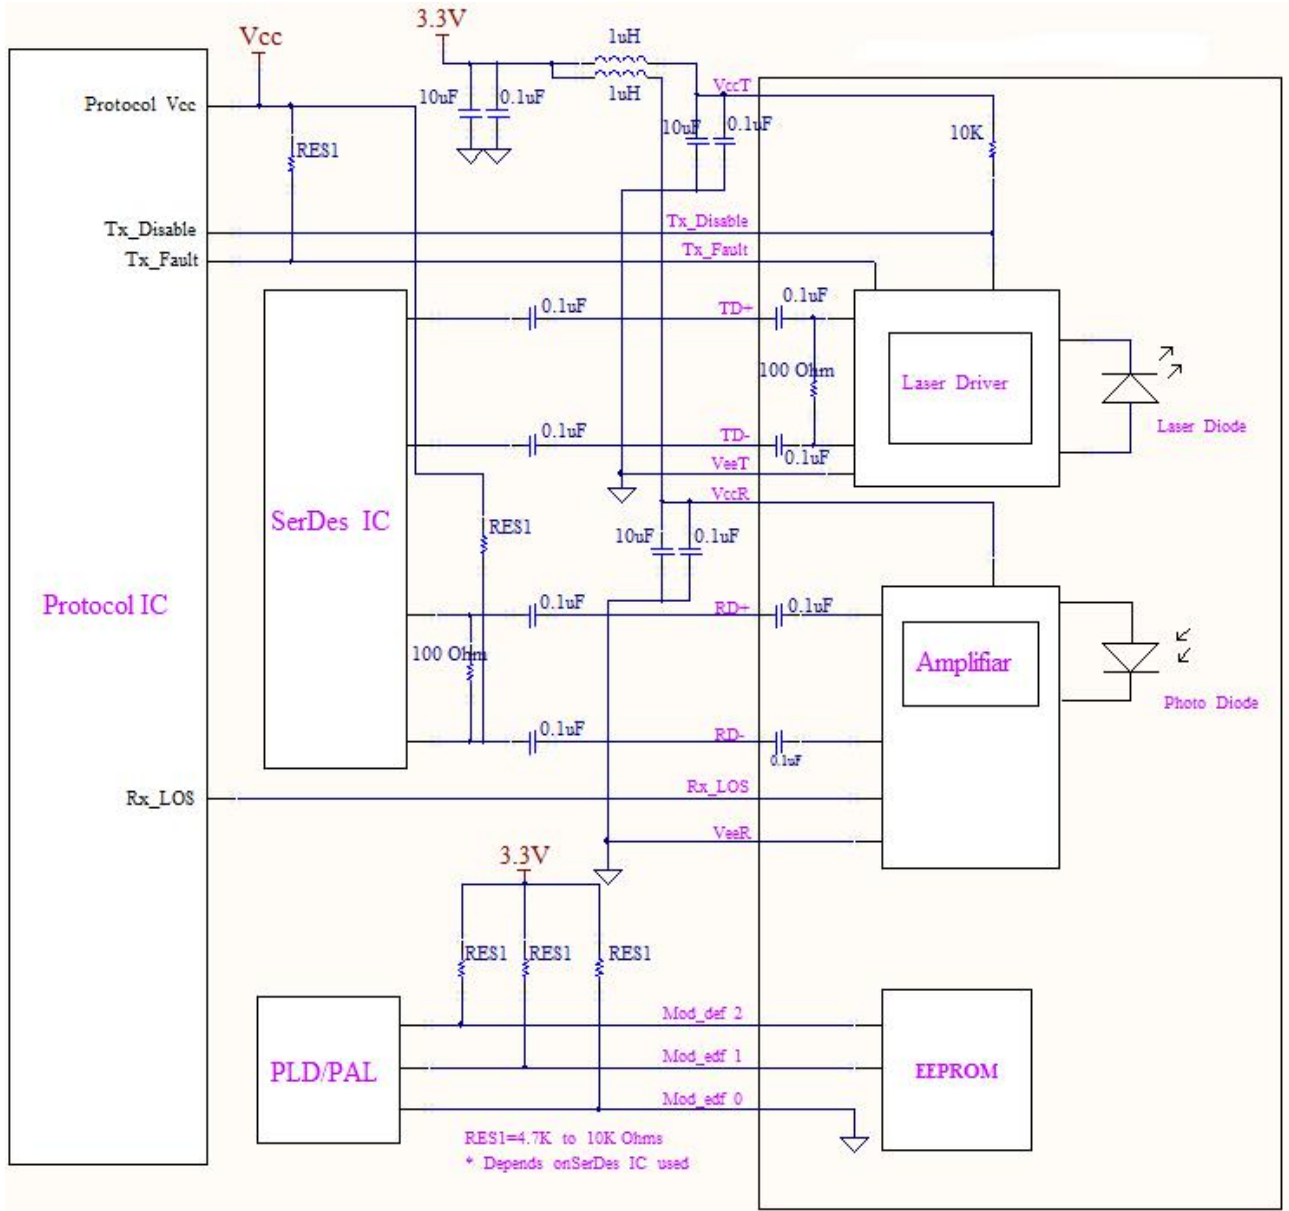 3.3V
Vcc
1uH
VccT
Protocol Vcc
10uF
0.1uF
1uH
10uF
0.1uF
10K
RES1
Tx_Disable
Tx_Disable
Tx_Fault
Tx_Fault
0.1uF
TD+
0.1uF
100 Ohm
Laser Driver
Laser Diode
0.1uF
TD-
0.1uF
VeeT
VccR
SerDes IC
RES1
10uF
0.1uF
Protocol IC
0.1uF
RD+
0.1uF
100 Ohm
Amplifiar
Photo Diode
0.1uF
RD-
0.1uF
Rx_LOS
Rx_LOS
VeeR
3.3V
RES1
RES1
RES1
Mod_def 2
PLD/PAL
Mod_edf 1
EEPROM
Mod_edf 0
RES1=4.7K to 10K Ohms
* Depends onSerDes IC used